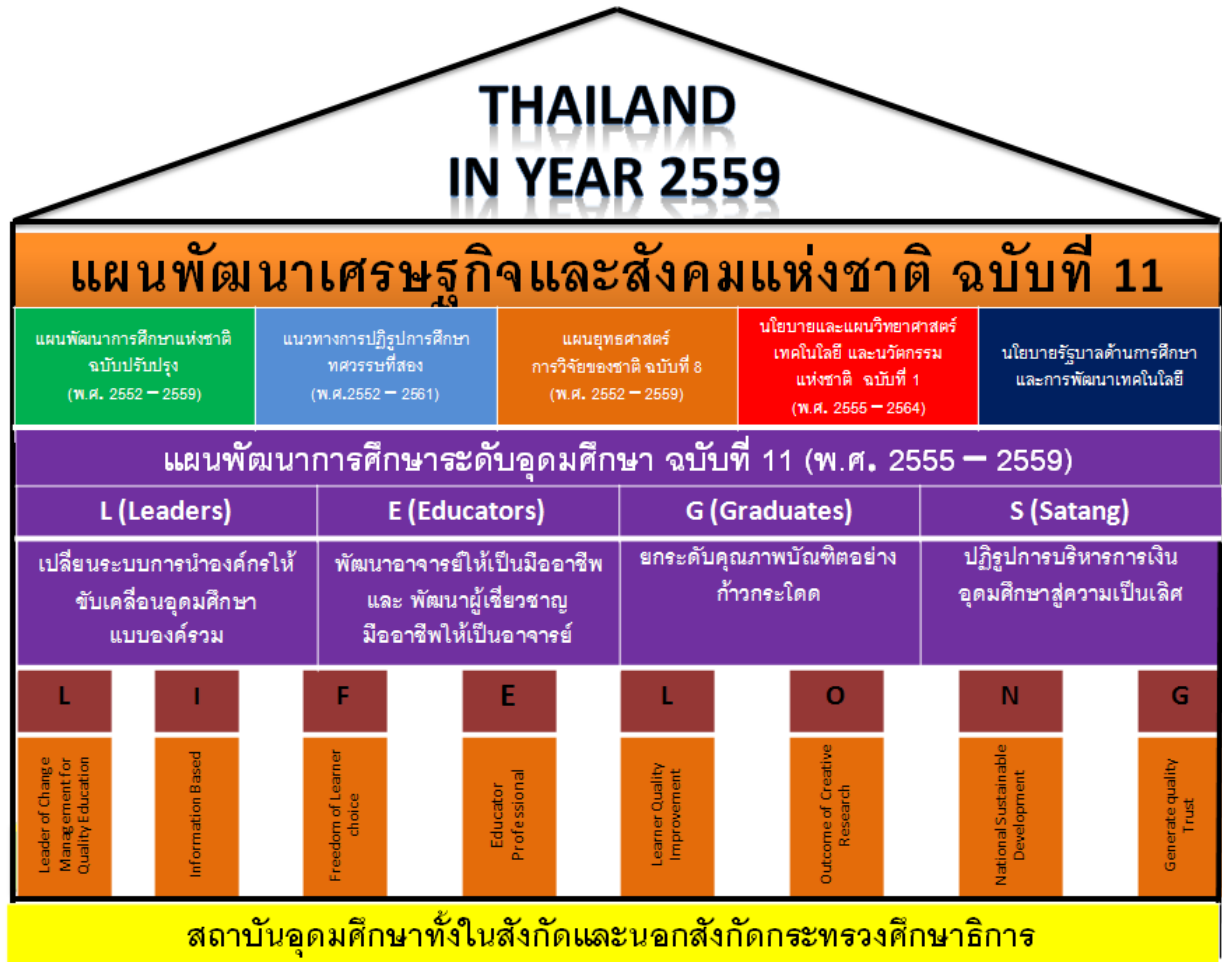 THAILAND
IN YEAR 2559
แผนพัฒนาเศรษฐกิจและสังคมแห่งชาติ ฉบับที่ 11
แผนพัฒนาการศึกษาแห่งชาติ
ฉบับปรับปรุง
(พ.ศ. 2552 – 2559)
แนวทางการปฏิรูปการศึกษา
ทศวรรษที่สอง
(พ.ศ.2552 – 2561)
แผนยุทธศาสตร์
การวิจัยของชาติ ฉบับที่ 8
(พ.ศ. 2552 – 2559)
นโยบายและแผนวิทยาศาสตร์
เทคโนโลยี และนวัตกรรม
แห่งชาติ ฉบับที่ 1
(พ.ศ. 2555 – 2564)
นโยบายรัฐบาลด้านการศึกษา
และการพัฒนาเทคโนโลยี
แผนพัฒนาการศึกษาระดับอุดมศึกษา ฉบับที่ 11 (พ.ศ. 2555 – 2559)
L (Leaders)
E (Educators)
G (Graduates)
S (Satang)
เปลี่ยนระบบการนำองค์กรให้
ขับเคลื่อนอุดมศึกษา
แบบองค์รวม
พัฒนาอาจารย์ให้เป็นมืออาชีพ
และ พัฒนาผู้เชี่ยวชาญ
มืออาชีพให้เป็นอาจารย์
ยกระดับคุณภาพบัณฑิตอย่าง
ก้าวกระโดด
ปฏิรูปการบริหารการเงิน
อุดมศึกษาสู่ความเป็นเลิศ
L
I
F
E
L
O
N
G
Leader of Change
Management for
Quality Education
Information Based
Freedom of Learner
choice
Educator
Professional
Learner Quality
Improvement
Outcome of Creative
Research
National Sustainable
Development
Generate quality
Trust
สถาบันอุดมศึกษาทั้งในสังกัดและนอกสังกัดกระทรวงศึกษาธิการ